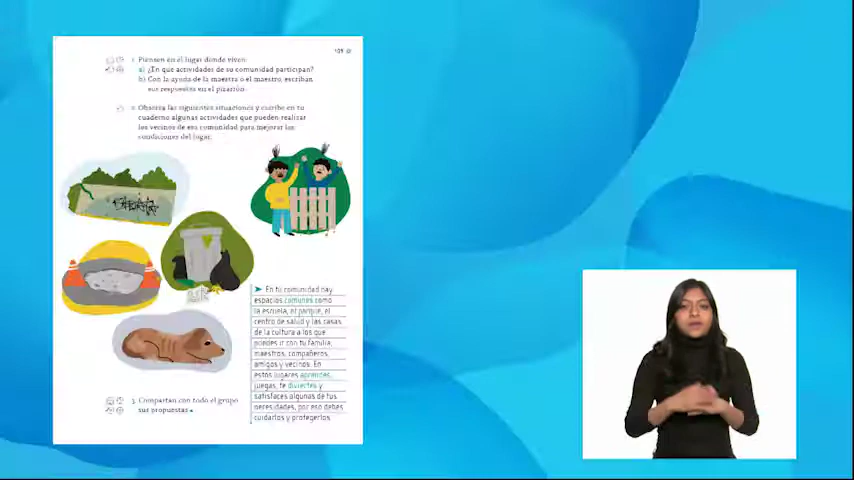 109
1. Piensen en el lugar donde viven.
a) ¿En qué actividades de su comunidad participan?
b) Con la ayuda de la maestra o el maestro, escriban
sus respuestas en el pizarrón.
2. Observa las siguientes situaciones y escribe en tu
cuaderno algunas actividades que pueden realizar
los vecinos de esa comunidad para mejorar las
condiciones del lugar.
En tu comunidad hay
espacios comunes como
la escuela, el parque, el
centro de salud y las casas
de la cultura a los que
puedes ir con tu familia,
maestros, compañeros,
amigos y vecinos. En
estos lugares aprendes,
juegas, te diviertes y
satisfaces algunas de tus
necesidades, por eso debes
cuidarlos y protegerlos.
3. Compartan con todo el grupo
sus propuestas.